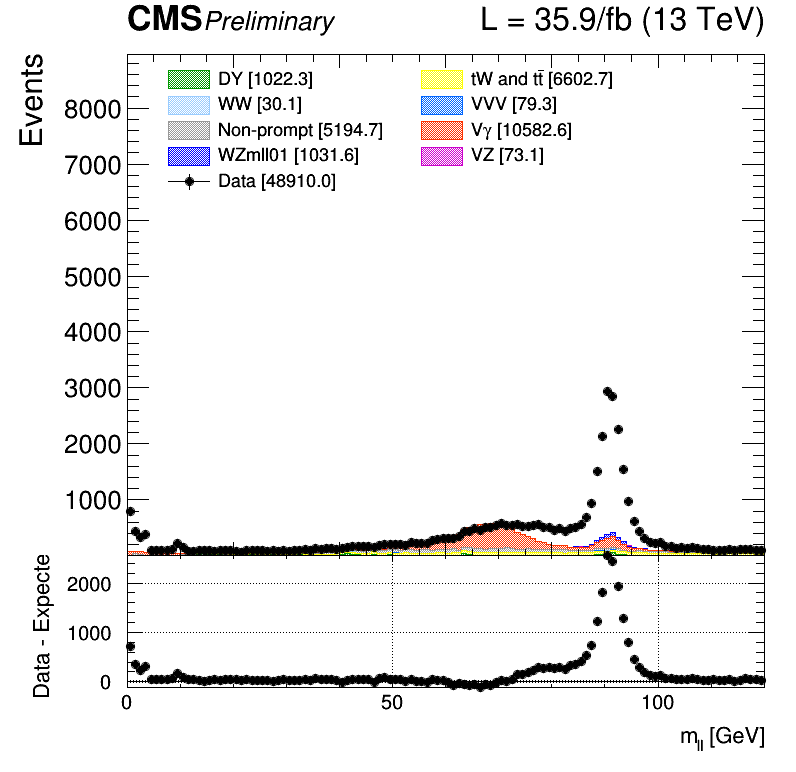 CMS Preliminary L = 35.9/fb (13 TeV)
Events
8000
7000
6000
5000
4000
3000
2000
1000
DY [1022.3]
WW [30.1]
Non-prompt [5194.7]
WZmll01 [1031.6]
Data [48910.0]
tW and tt̄ [6602.7]
VVV [79.3]
Vγ [10582.6]
VZ [73.1]
Data - Expecte
2000
1000
0
0 50 100
mll [GeV]